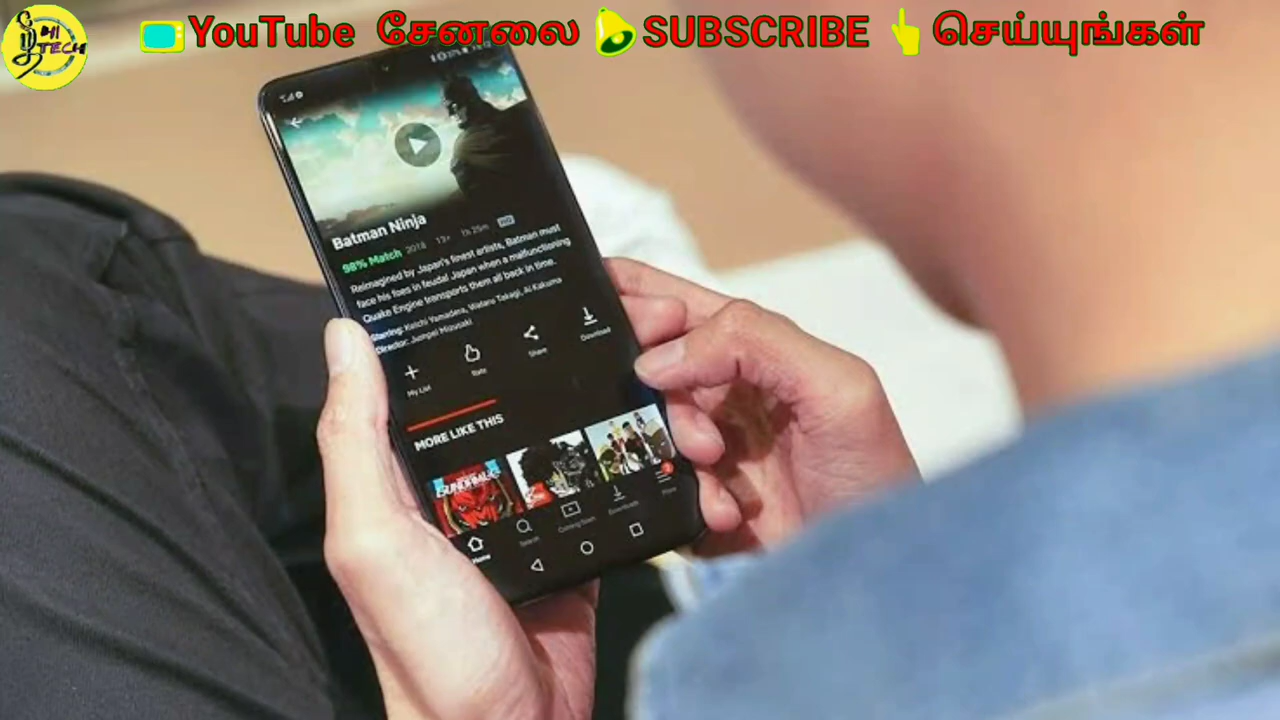 YouTube சேனலை SUBSCRIBE செய்யுங்கள்
HI
TECH
Batman Ninja
98% Match 2018 13+ 1h 25m HD
Reimagined by Japan's finest artists, Batman must
face his foes in feudal Japan when a malfunctioning
Quake Engine transports them all back in time.
Starring: Koichi Yamadera, Wataru Takagi, Ai Kakuma
Director: Junpei Mizusaki
My List Rate Share Download
MORE LIKE THIS
Home Search Coming Soon Downloads More